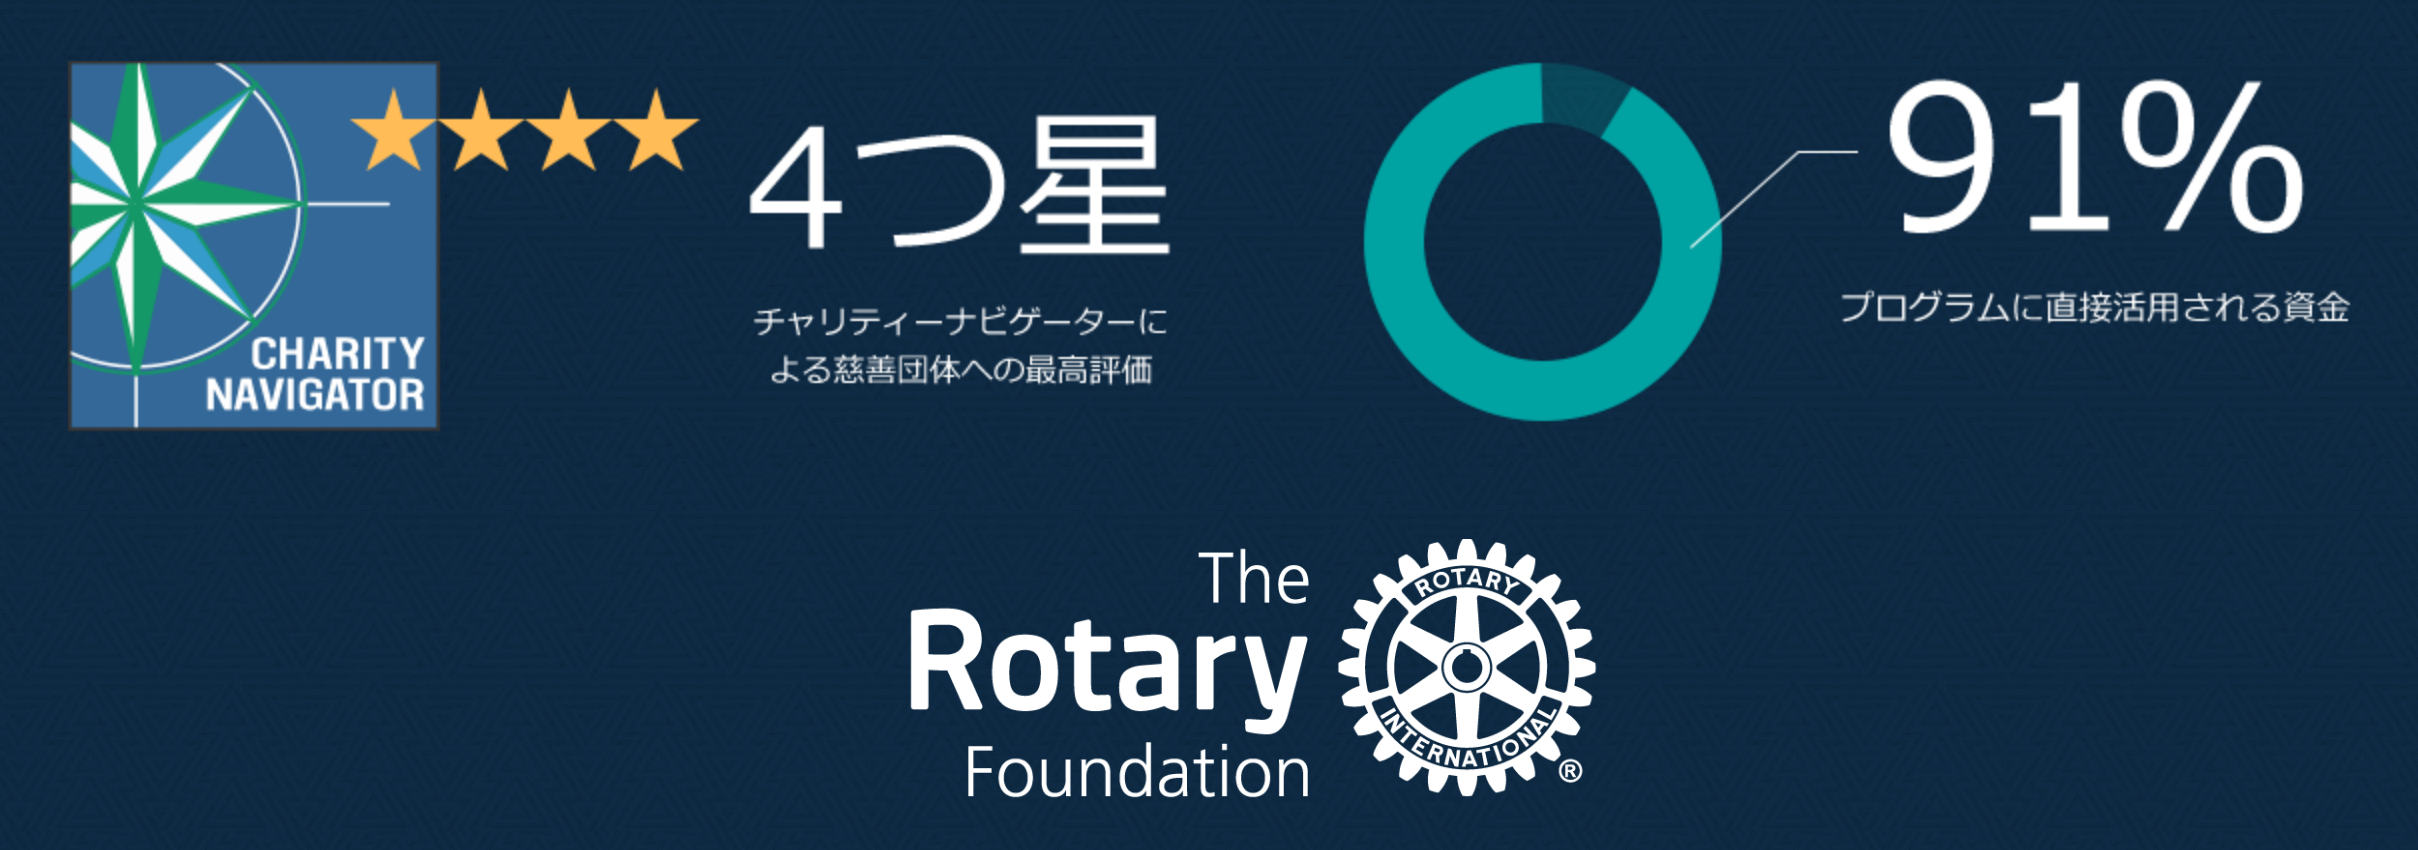 CHARITY
NAVIGATOR
4つ星
チャリティーナビゲーターに
よる慈善団体への最高評価
91%
プログラムに直接活用される資金
The
Rotary
Foundation
ROTARY
INTERNATIONAL
®